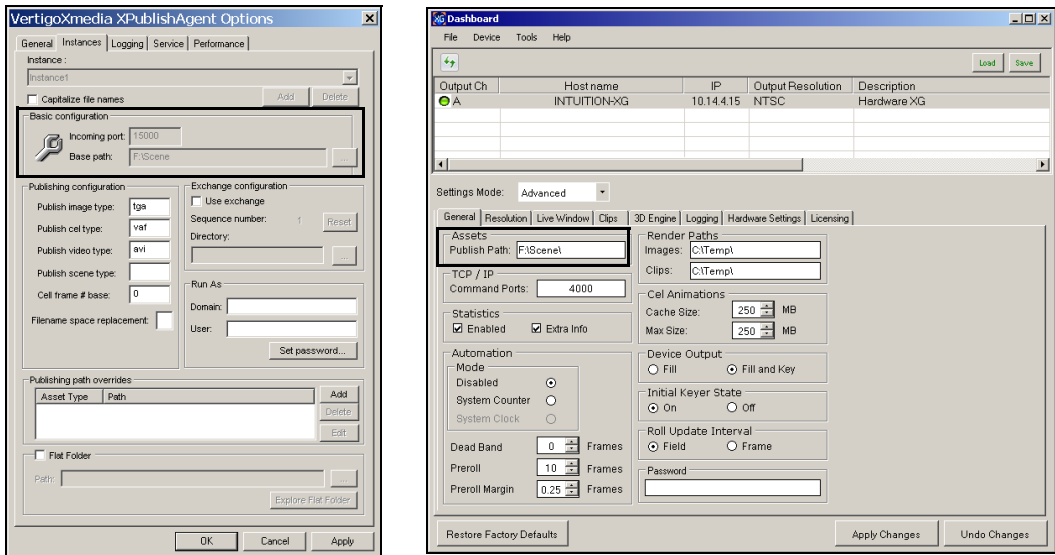 VertigoXmedia XPublishAgent Options
General Instances Logging Service Performance
Instance :
Instance1
Capitalize file names
Add Delete
Basic configuration
Incoming port: 15000
Base path: F:\Scene ...
Publishing configuration
Publish image type: tga
Publish cel type: vaf
Publish video type: avi
Publish scene type:
Cell frame # base: 0
Filename space replacement:
Exchange configuration
Use exchange
Sequence number: 1 Reset
Directory:
...
Run As
Domain:
User:
Set password...
Publishing path overrides
Asset Type Path
Add
Delete
Edit
Flat Folder
Path: ...
Explore Flat Folder
OK Cancel Apply
XG Dashboard
File Device Tools Help
Load Save
Output Ch Host name IP Output Resolution Description
A INTUITION-XG 10.14.4.15 NTSC Hardware XG
Settings Mode: Advanced
General Resolution Live Window Clips 3D Engine Logging Hardware Settings Licensing
Assets
Publish Path: F:\Scene\
TCP / IP
Command Ports: 4000
Statistics
Enabled Extra Info
Automation
Mode
Disabled
System Counter
System Clock
Dead Band 0 Frames
Preroll 10 Frames
Preroll Margin 0.25 Frames
Render Paths
Images: C:\Temp\
Clips: C:\Temp\
Cel Animations
Cache Size: 250 MB
Max Size: 250 MB
Device Output
Fill Fill and Key
Initial Keyer State
On Off
Roll Update Interval
Field Frame
Password
Restore Factory Defaults Apply Changes Undo Changes